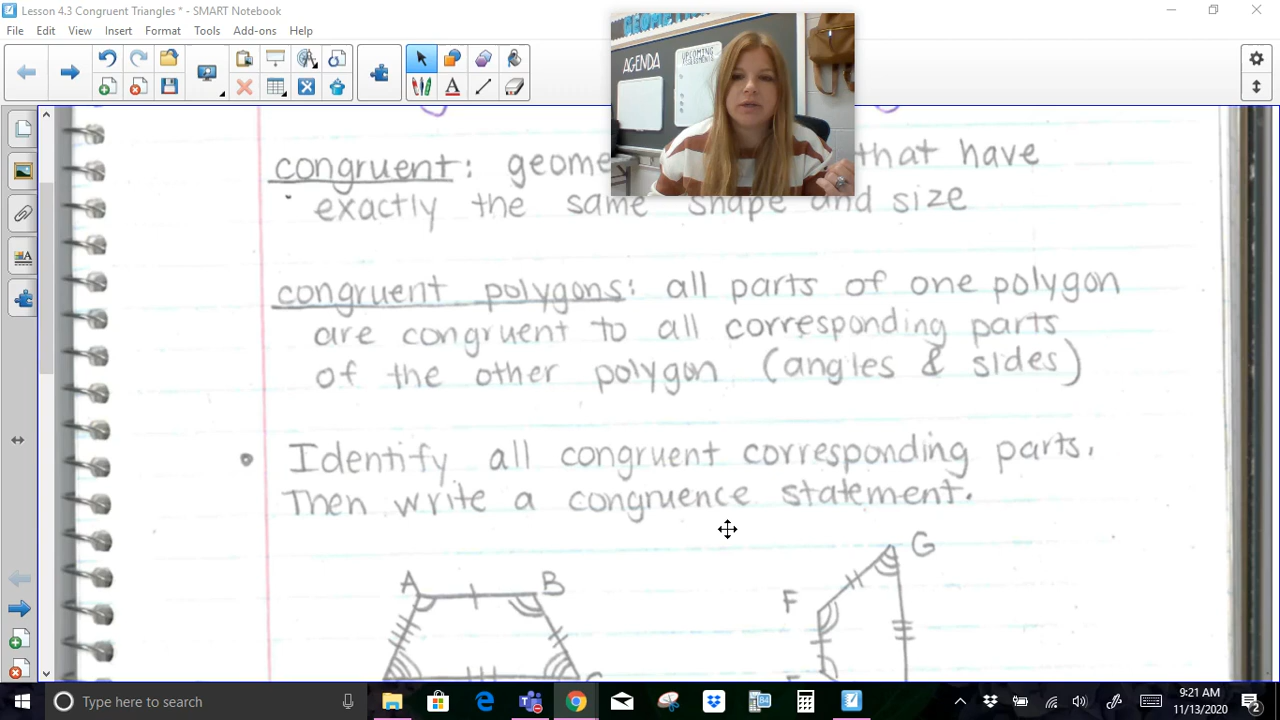 Lesson 4.3 Congruent Triangles * - SMART Notebook
File Edit View Insert Format Tools Add-ons Help
AGENDA
UPCOMING
congruent: that have
exactly the same shape and size
congruent polygons: all parts of one polygon
are congruent to all corresponding parts
of the other polygon (angles & sides)
• Identify all congruent corresponding parts.
Then write a congruence statement.
A B
F G
Type here to search
9:21 AM
11/13/2020
2